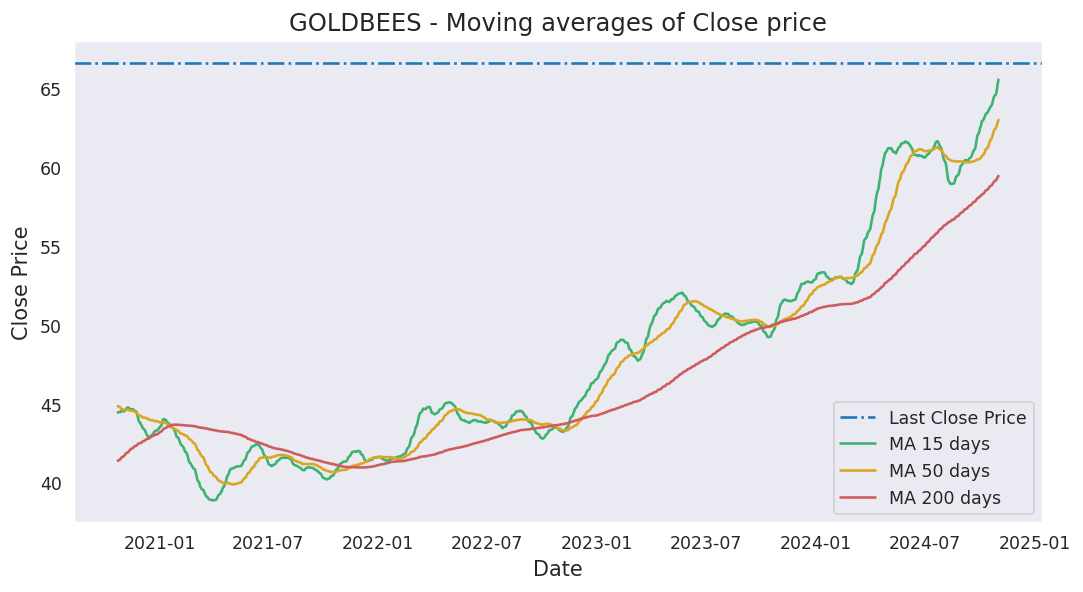 GOLDBEES - Moving averages of Close price
Close Price
65
60
55
50
45
40
Last Close Price
MA 15 days
MA 50 days
MA 200 days
2021-01 2021-07 2022-01 2022-07 2023-01 2023-07 2024-01 2024-07 2025-01
Date